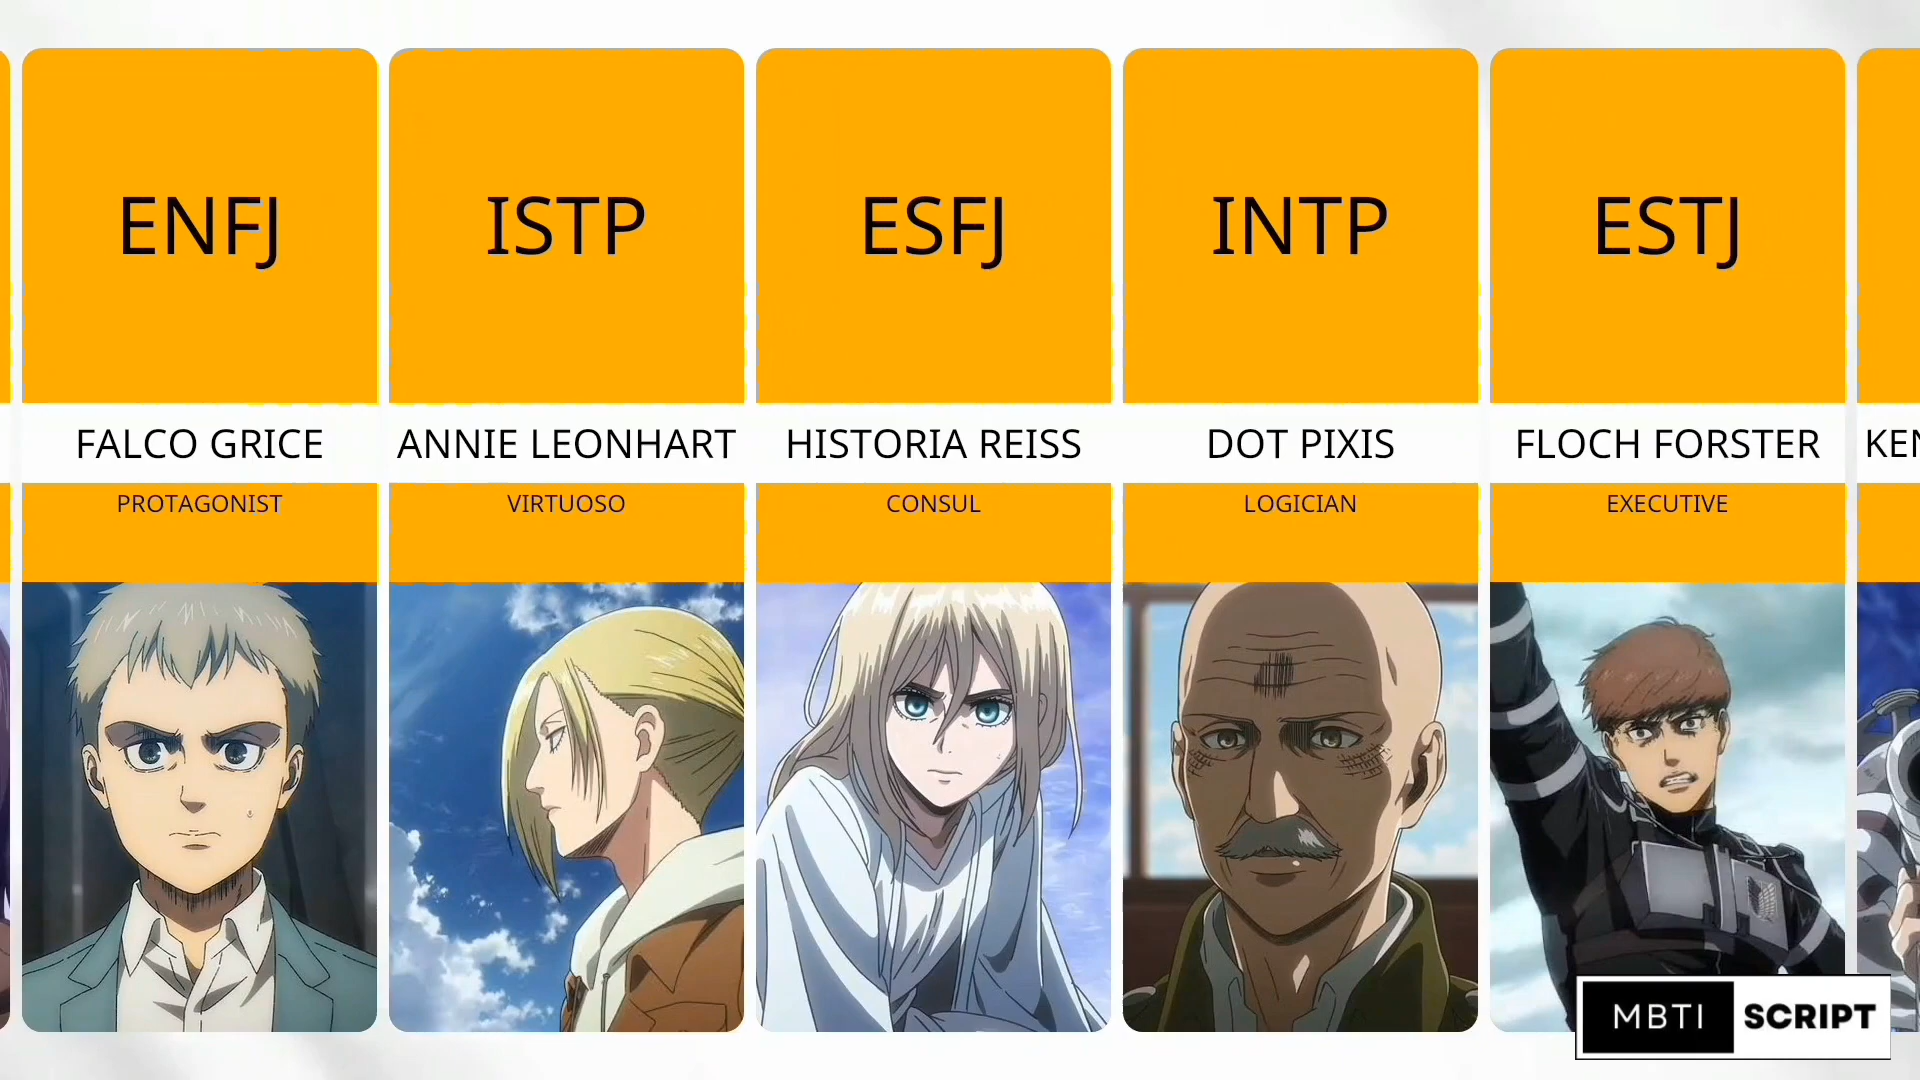 ENFJ
ISTP
ESFJ
INTP
ESTJ
FALCO GRICE
ANNIE LEONHART
HISTORIA REISS
DOT PIXIS
FLOCH FORSTER
PROTAGONIST
VIRTUOSO
CONSUL
LOGICIAN
EXECUTIVE
MBTI SCRIPT